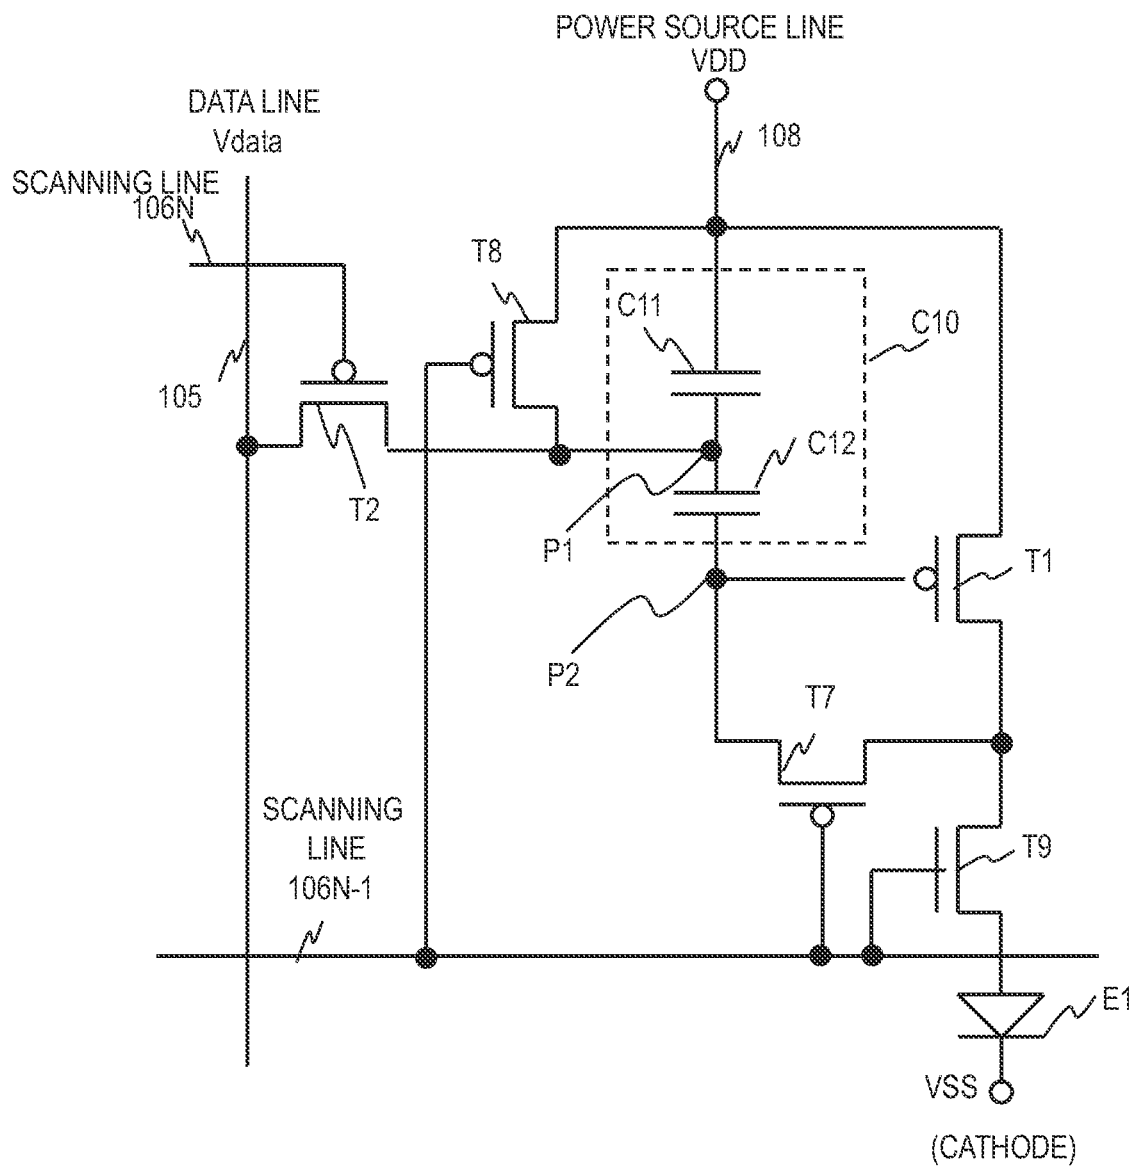 POWER SOURCE LINE
VDD
DATA LINE
Vdata
108
SCANNING LINE
106N
T8
C11
C10
105
C12
T2
P1
T1
P2
T7
SCANNING
LINE
106N-1
T9
E1
VSS
(CATHODE)